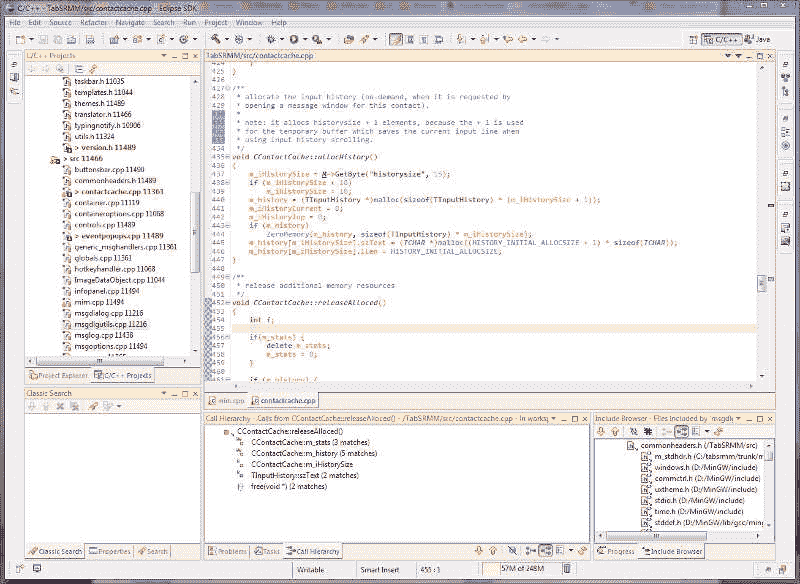 C/C++ - TabSRMM/src/contactcache.cpp - Eclipse SDK
File Edit Source Refactor Navigate Search Run Project Window Help
C/C++ Java
C/C++ Projects
taskbar.h 11035
templates.h 11044
themes.h 11489
translator.h 11466
typingnotify.h 10906
utils.h 11324
> version.h 11489
> src 11466
buttonsbar.cpp 11490
commonheaders.h 11489
> contactcache.cpp 11361
container.cpp 11119
containeroptions.cpp 11068
controls.cpp 11489
> eventpopups.cpp 11489
generic_msghandlers.cpp 11361
globals.cpp 11361
hotkeyhandler.cpp 11068
ImageDataObject.cpp 11044
infopanel.cpp 11494
mim.cpp 11494
msgdialog.cpp 11216
msgdlgutils.cpp 11216
msglog.cpp 11438
msgoptions.cpp 11494
Project Explorer C/C++ Projects
TabSRMM/src/contactcache.cpp
424 }
425 }
426
427 /**
428 * allocate the input history (on-demand, when it is requested by
429 * opening a message window for this contact).
*
* note: it allocs historysize + 1 elements, because the + 1 is used
* for the temporary buffer which saves the current input line when
* using input history scrolling.
434 */
435 void CContactCache::allocHistory()
436 {
437 m_iHistorySize = M->GetByte("historysize", 15);
438 if (m_iHistorySize < 10)
439 m_iHistorySize = 10;
440 m_history = (TInputHistory *)malloc(sizeof(TInputHistory) * (m_iHistorySize + 1));
441 m_iHistoryCurrent = 0;
442 m_iHistoryTop = 0;
443 if (m_history)
444 ZeroMemory(m_history, sizeof(TInputHistory) * m_iHistorySize);
445 m_history[m_iHistorySize].szText = (TCHAR *)malloc((HISTORY_INITIAL_ALLOCSIZE + 1) * sizeof(TCHAR));
446 m_history[m_iHistorySize].lLen = HISTORY_INITIAL_ALLOCSIZE;
447 }
448
449 /**
450 * release additional memory resources
451 */
452 void CContactCache::releaseAlloced()
453 {
454 int i;
455
456 if(m_stats) {
457 delete m_stats;
458 m_stats = 0;
459 }
460
461 if (m_history) {
mim.cpp contactcache.cpp
Classic Search
Classic Search Properties Search
Call Hierarchy - Calls from CContactCache::releaseAlloced() - /TabSRMM/src/contactcache.cpp - in works
CContactCache::releaseAlloced()
CContactCache::m_stats (3 matches)
CContactCache::m_history (5 matches)
CContactCache::m_iHistorySize
TInputHistory::szText (2 matches)
free(void *) (2 matches)
Problems Tasks Call Hierarchy
Include Browser - Files included by 'msgdl
commonheaders.h (/TabSRMM/src)
m_stdhdr.h (C:/tabsrmm/trunk/m
windows.h (D:/MinGW/include)
commctrl.h (D:/MinGW/include)
uxtheme.h (D:/MinGW/include)
stdio.h (D:/MinGW/include)
time.h (D:/MinGW/include)
stddef.h (D:/MinGW/lib/gcc/ming
Progress Include Browser
Writable Smart Insert 455 : 1 57M of 248M